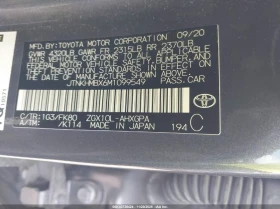 MFD. BY: TOYOTA MOTOR CORPORATION 09/20
GVWR 4320LB GAWR FR 2315LB RR 2370LB
THIS VEHICLE CONFORMS TO ALL APPLICABLE
FEDERAL MOTOR VEHICLE SAFETY, BUMPER, AND
THEFT PREVENTION STANDARDS IN EFFECT ON
THE DATE OF MANUFACTURE SHOWN ABOVE.
JTNKHMBX6M1099549 PASS.CAR
C/TR:1G3/FK80 ZGX10L-AHXGPA
/K114 MADE IN JAPAN 194 C
TOYOTA